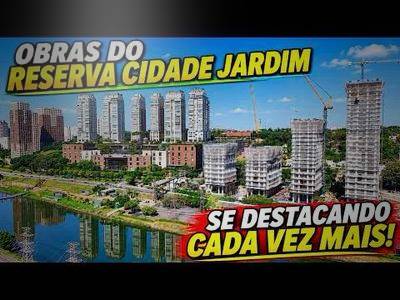 OBRAS DO
RESERVA CIDADE JARDIM
SE DESTACANDO
CADA VEZ MAIS!